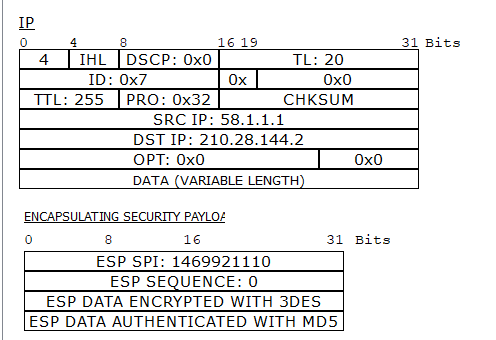 IP
0 4 8 16 19 31 Bits
4 IHL DSCP: 0x0 TL: 20
ID: 0x7 0x 0x0
TTL: 255 PRO: 0x32 CHKSUM
SRC IP: 58.1.1.1
DST IP: 210.28.144.2
OPT: 0x0 0x0
DATA (VARIABLE LENGTH)
ENCAPSULATING SECURITY PAYLOA
0 8 16 31 Bits
ESP SPI: 1469921110
ESP SEQUENCE: 0
ESP DATA ENCRYPTED WITH 3DES
ESP DATA AUTHENTICATED WITH MD5